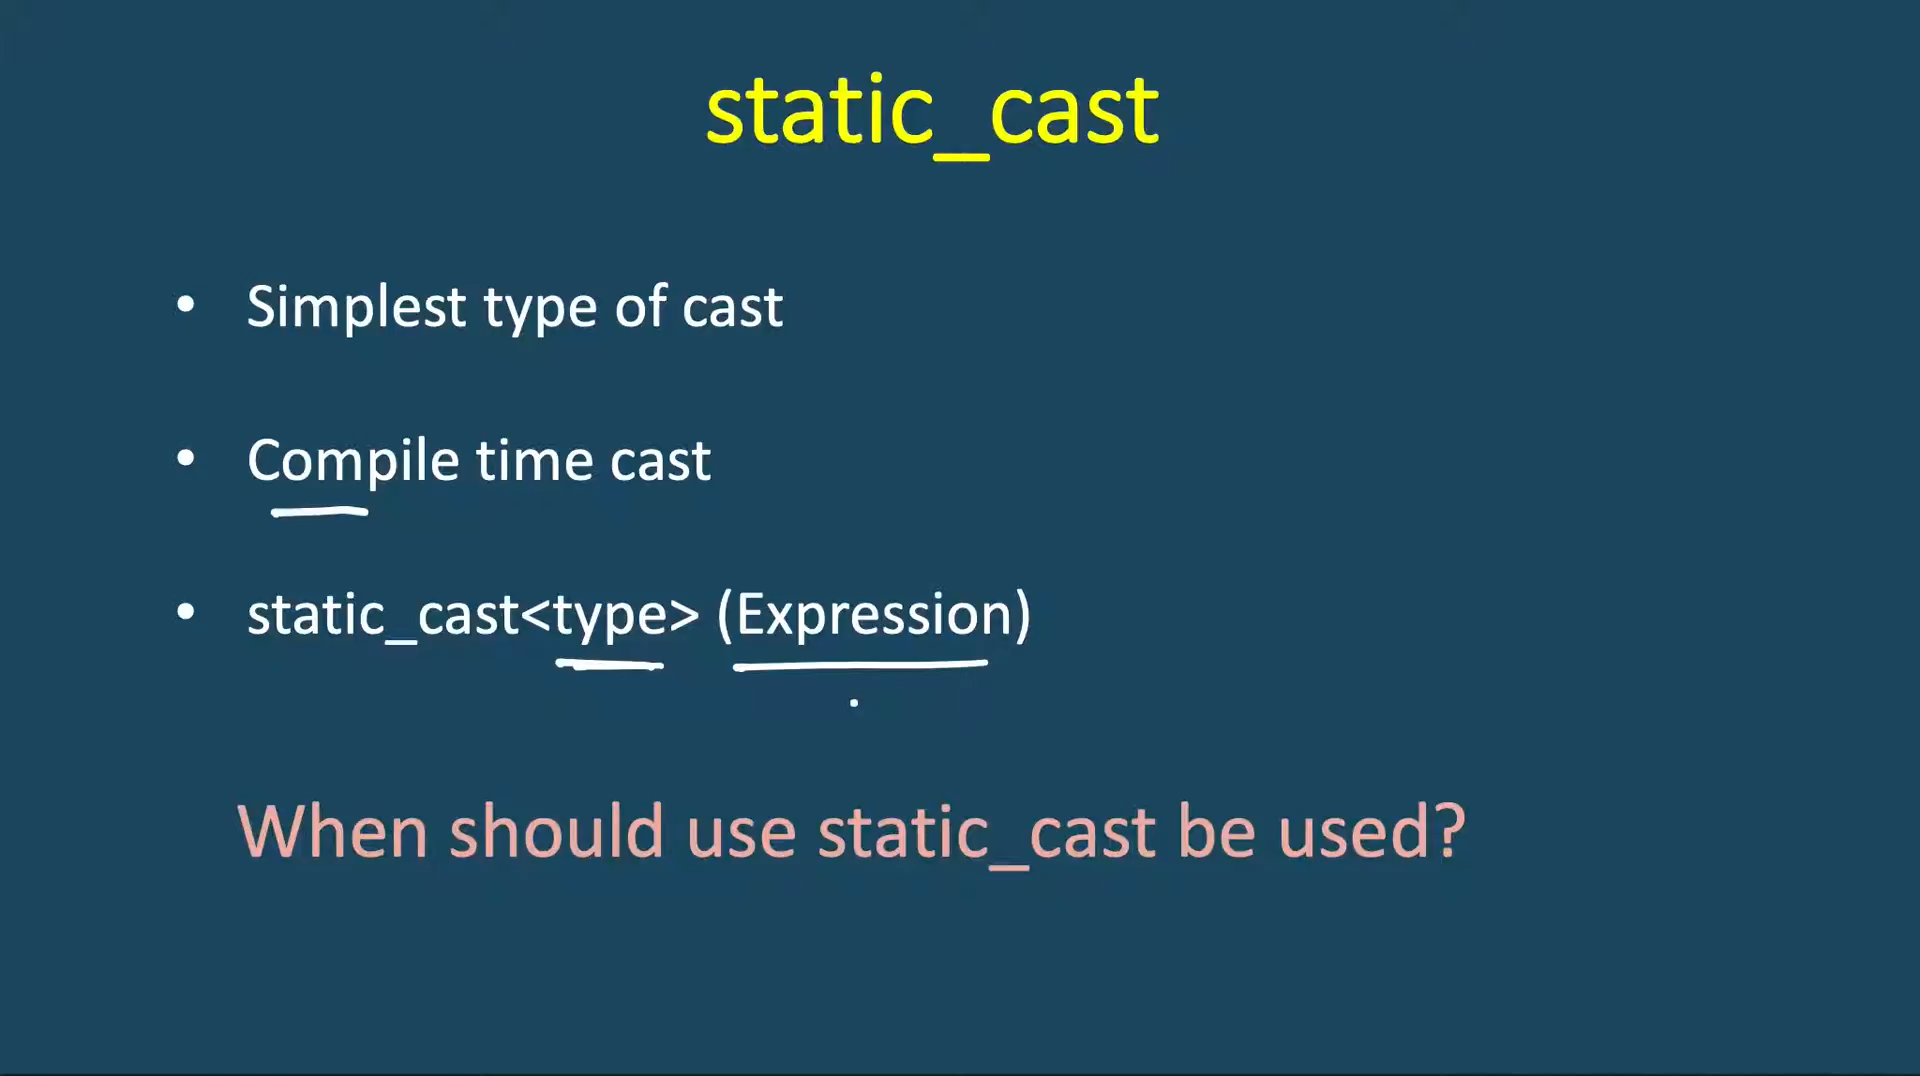 static_cast
• Simplest type of cast
• Compile time cast
• static_cast<type> (Expression)
When should use static_cast be used?